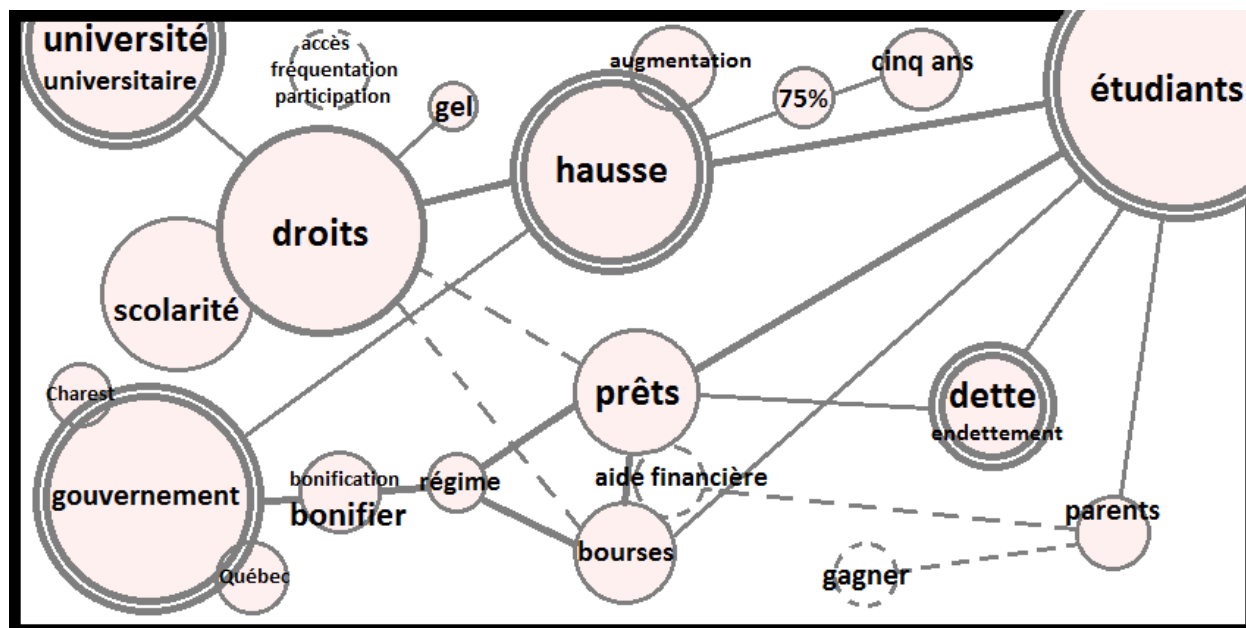 université
universitaire
accès
fréquentation
participation
gel
augmentation
75%
cinq ans
étudiants
hausse
droits
scolarité
Charest
gouvernement
Québec
bonification
bonifier
régime
prêts
aide financière
bourses
dette
endettement
parents
gagner